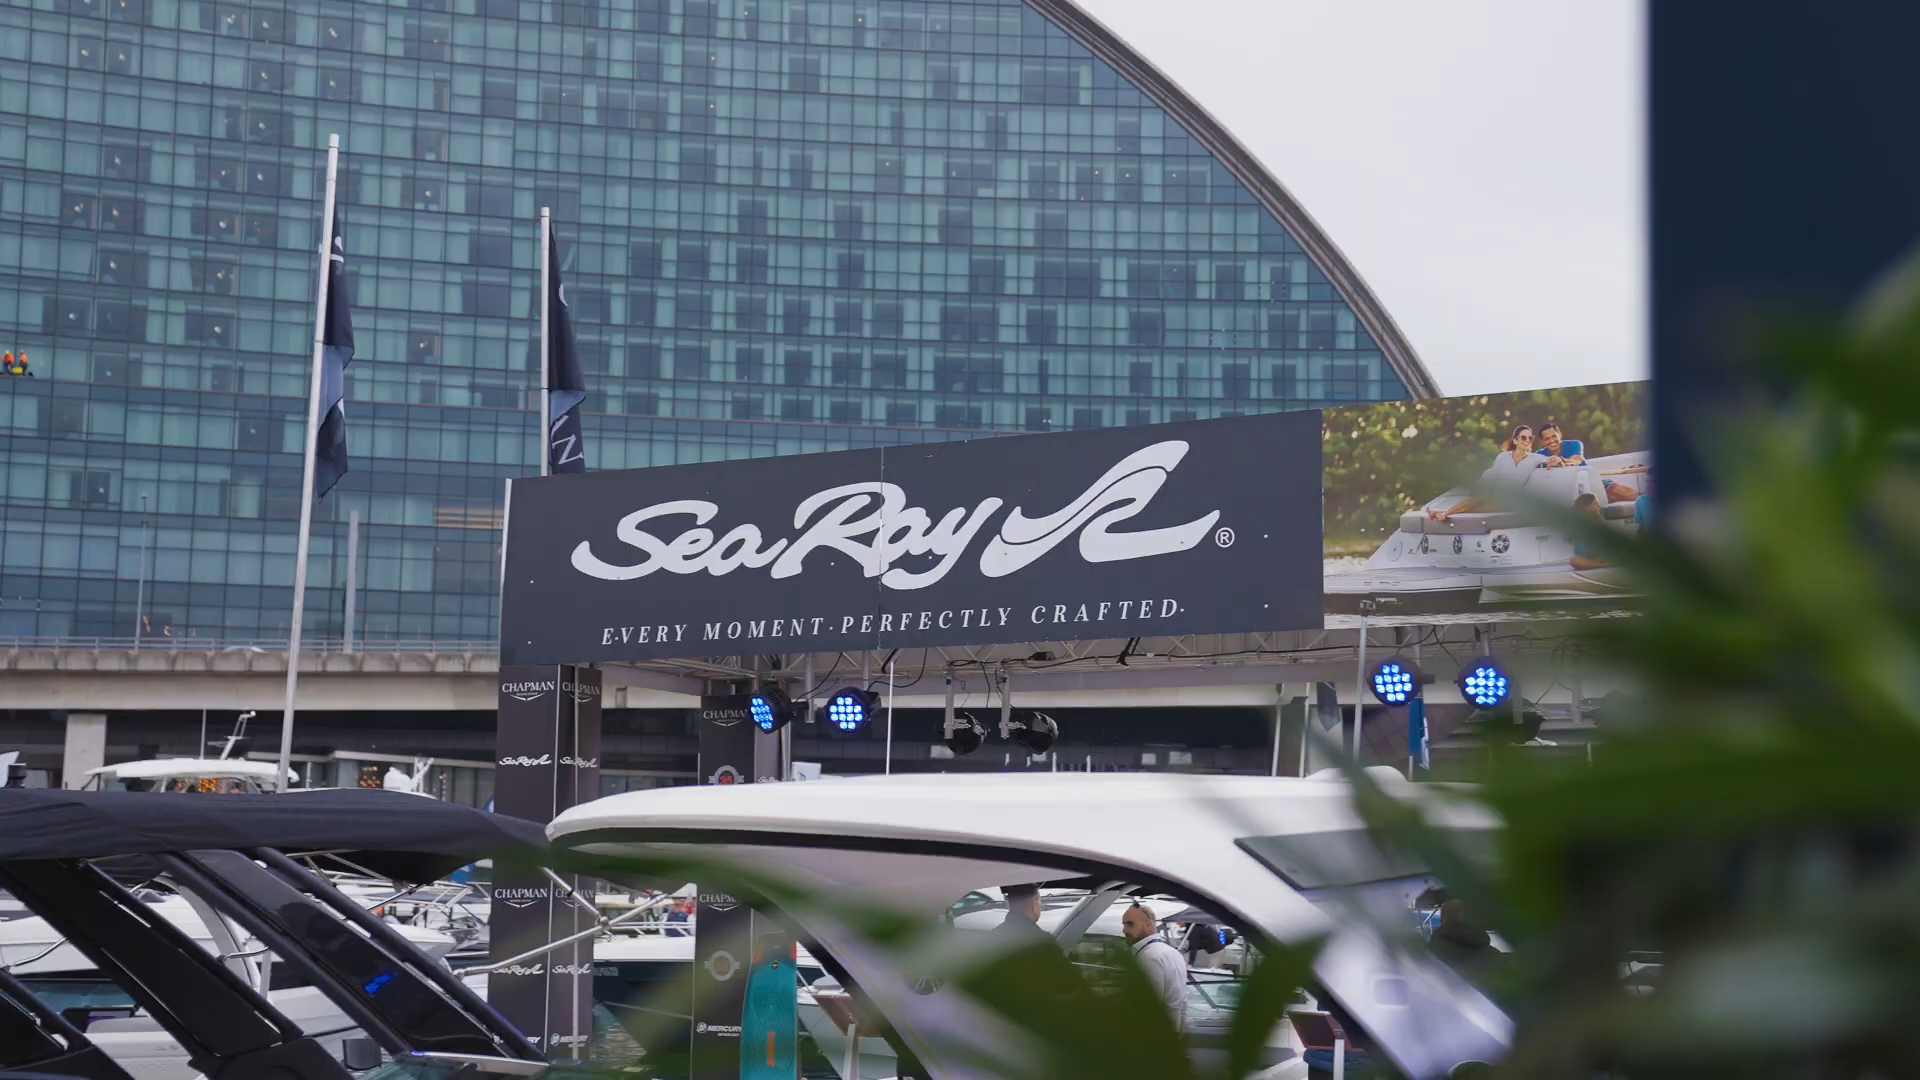 Sea Ray ®
EVERY MOMENT PERFECTLY CRAFTED
CHAPMAN CHAPMAN
CHAPMAN
Sea Ray Sea Ray
CHAPMAN
CHAPMAN
Sea Ray Sea Ray
MERCURY